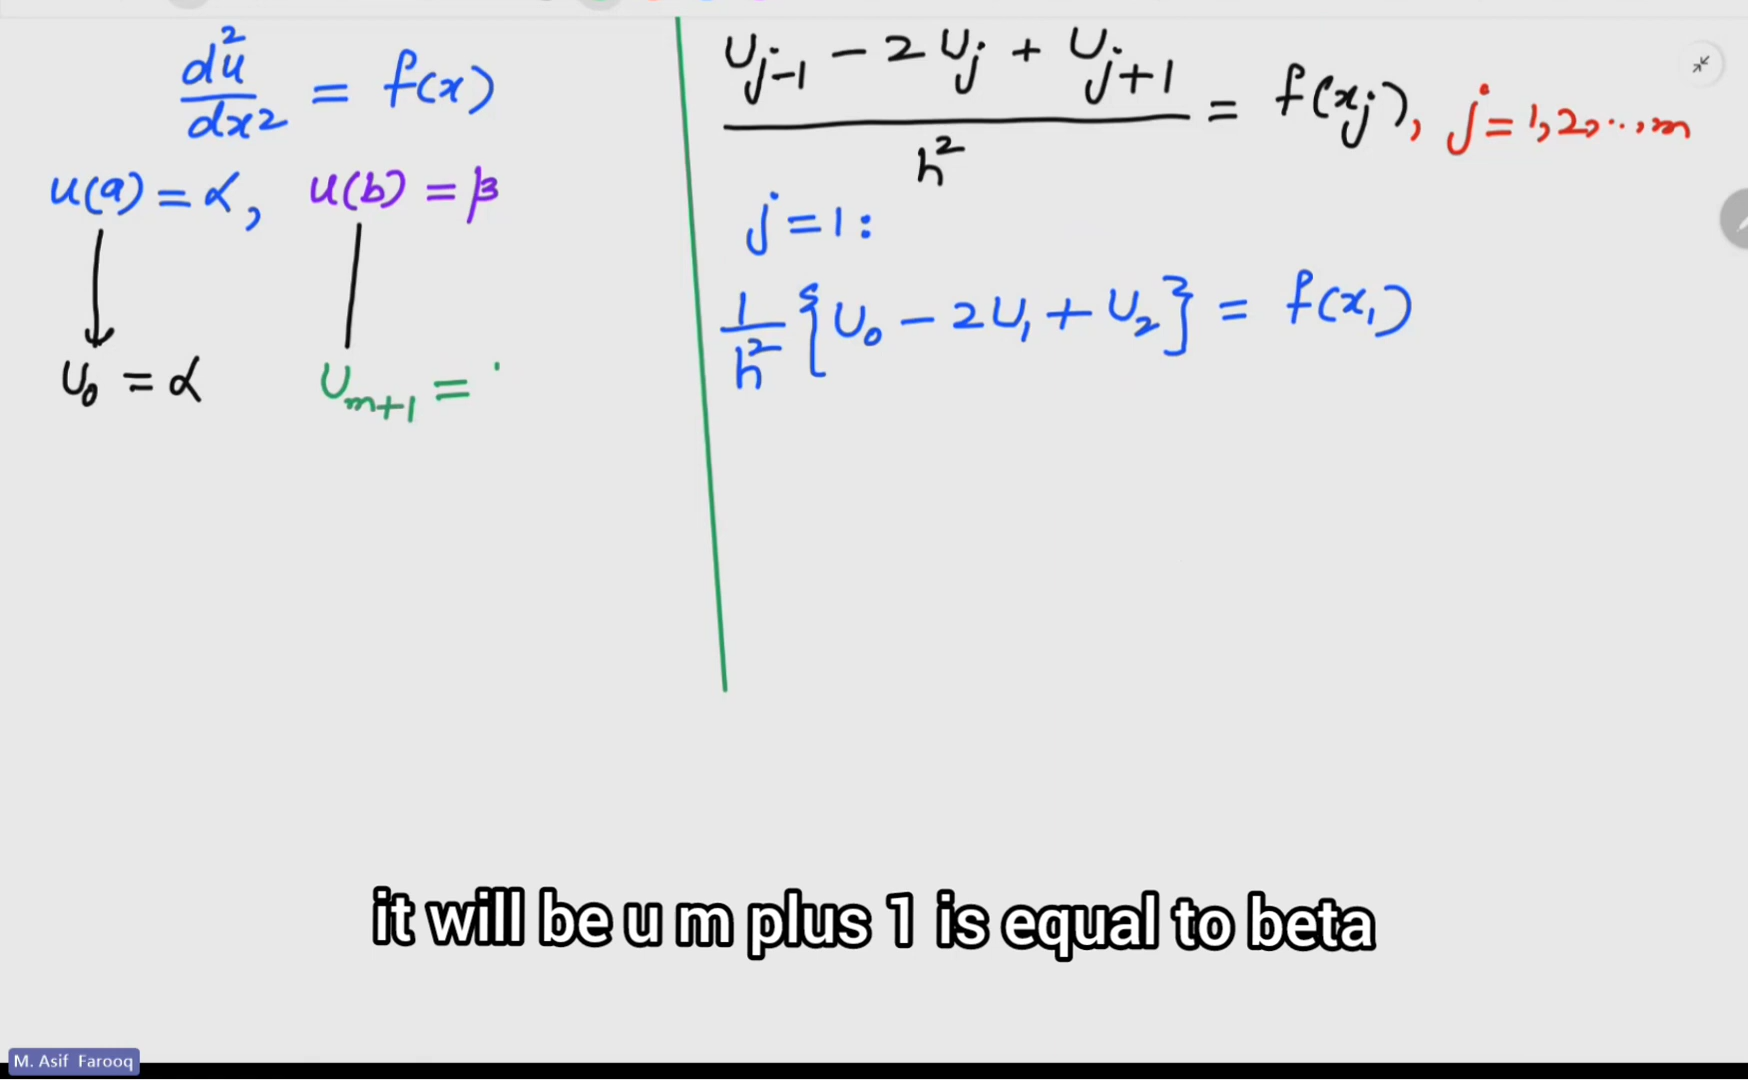 d²u/dx² = f(x)
u(a) = α, u(b) = β
U₀ = α U_{m+1} =
(U_{j-1} - 2U_j + U_{j+1})/h² = f(x_j), j = 1, 2, ..., m
j = 1:
1/h² {U₀ - 2U₁ + U₂} = f(x₁)
it will be u m plus 1 is equal to beta
M. Asif Farooq